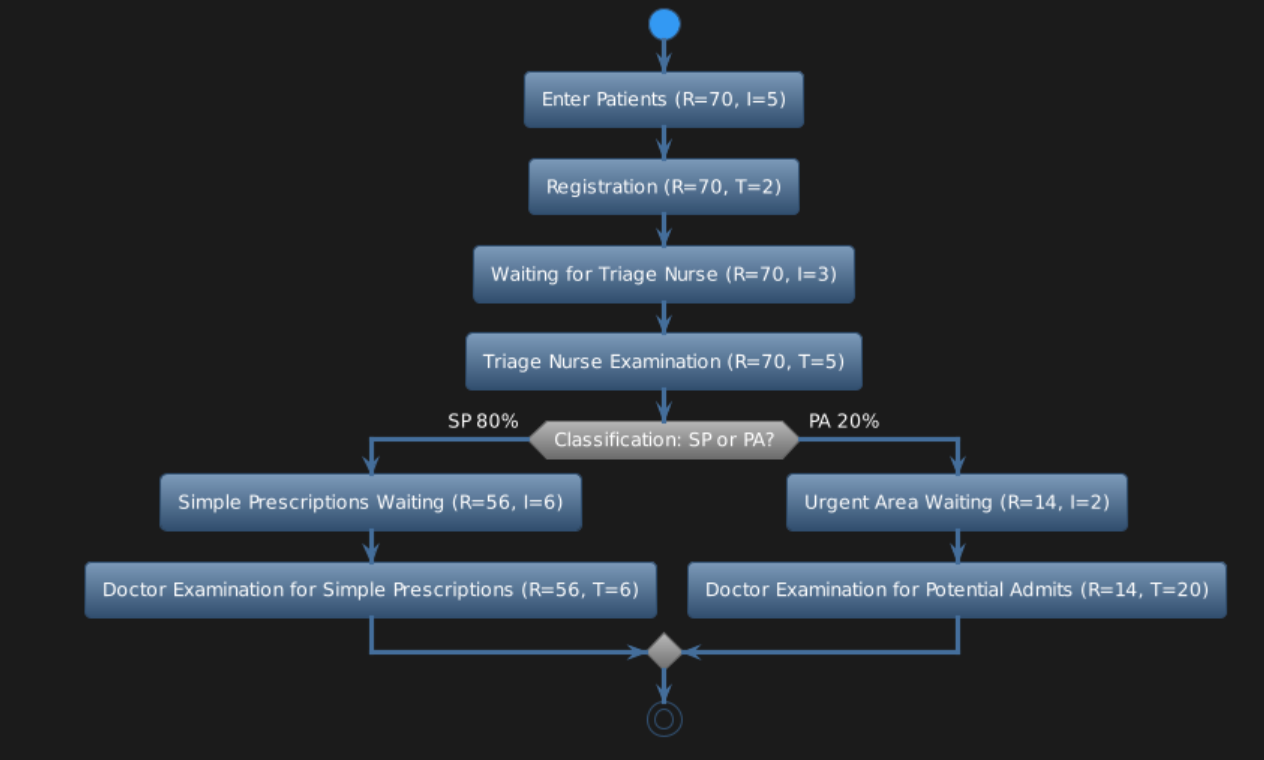 Enter Patients (R=70, I=5)
Registration (R=70, T=2)
Waiting for Triage Nurse (R=70, I=3)
Triage Nurse Examination (R=70, T=5)
SP 80%
Classification: SP or PA?
PA 20%
Simple Prescriptions Waiting (R=56, I=6)
Urgent Area Waiting (R=14, I=2)
Doctor Examination for Simple Prescriptions (R=56, T=6)
Doctor Examination for Potential Admits (R=14, T=20)